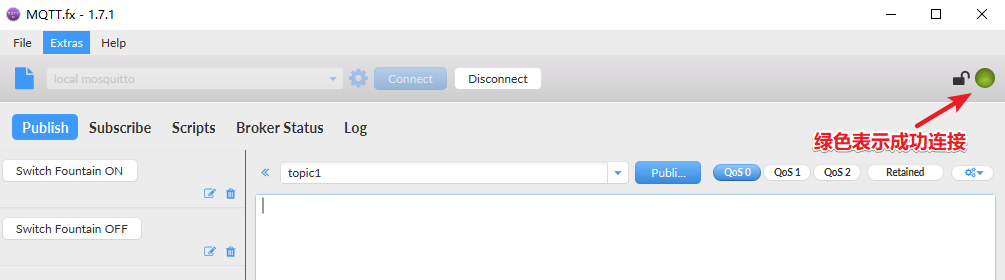 MQTT.fx - 1.7.1
File Extras Help
local mosquitto Connect Disconnect
绿色表示成功连接
Publish Subscribe Scripts Broker Status Log
Switch Fountain ON
topic1 Publi... QoS 0 QoS 1 QoS 2 Retained
Switch Fountain OFF